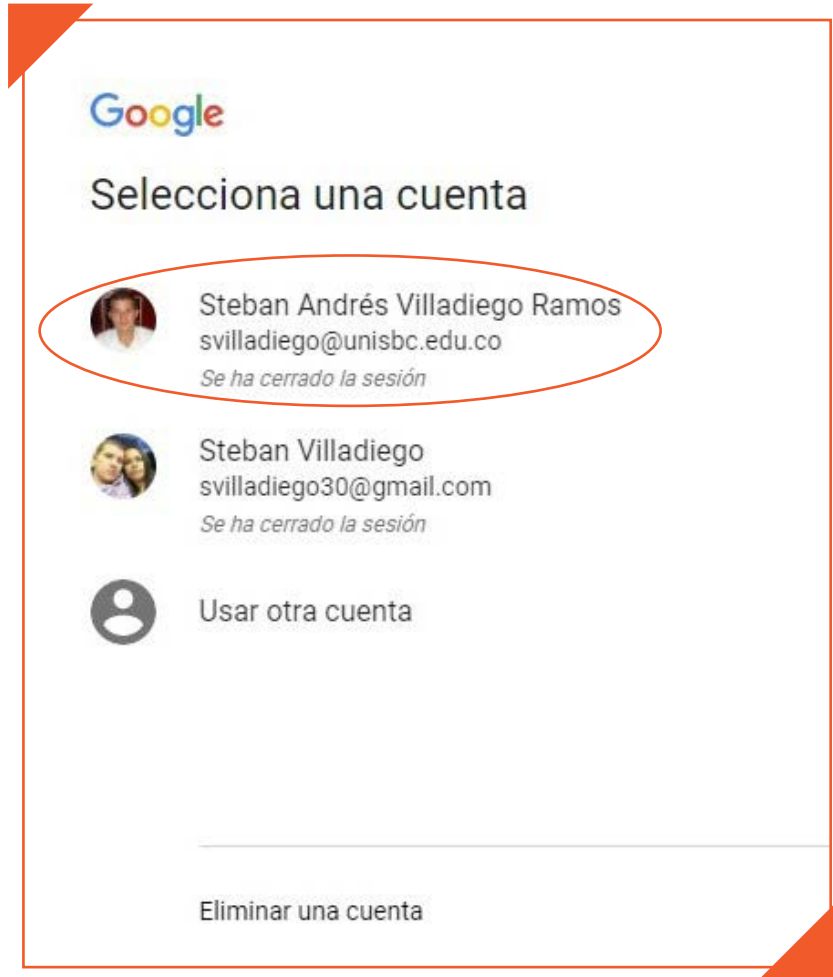 Google
Selecciona una cuenta
Steban Andrés Villadiego Ramos
svilladiego@unisbc.edu.co
Se ha cerrado la sesión
Steban Villadiego
svilladiego30@gmail.com
Se ha cerrado la sesión
Usar otra cuenta
Eliminar una cuenta